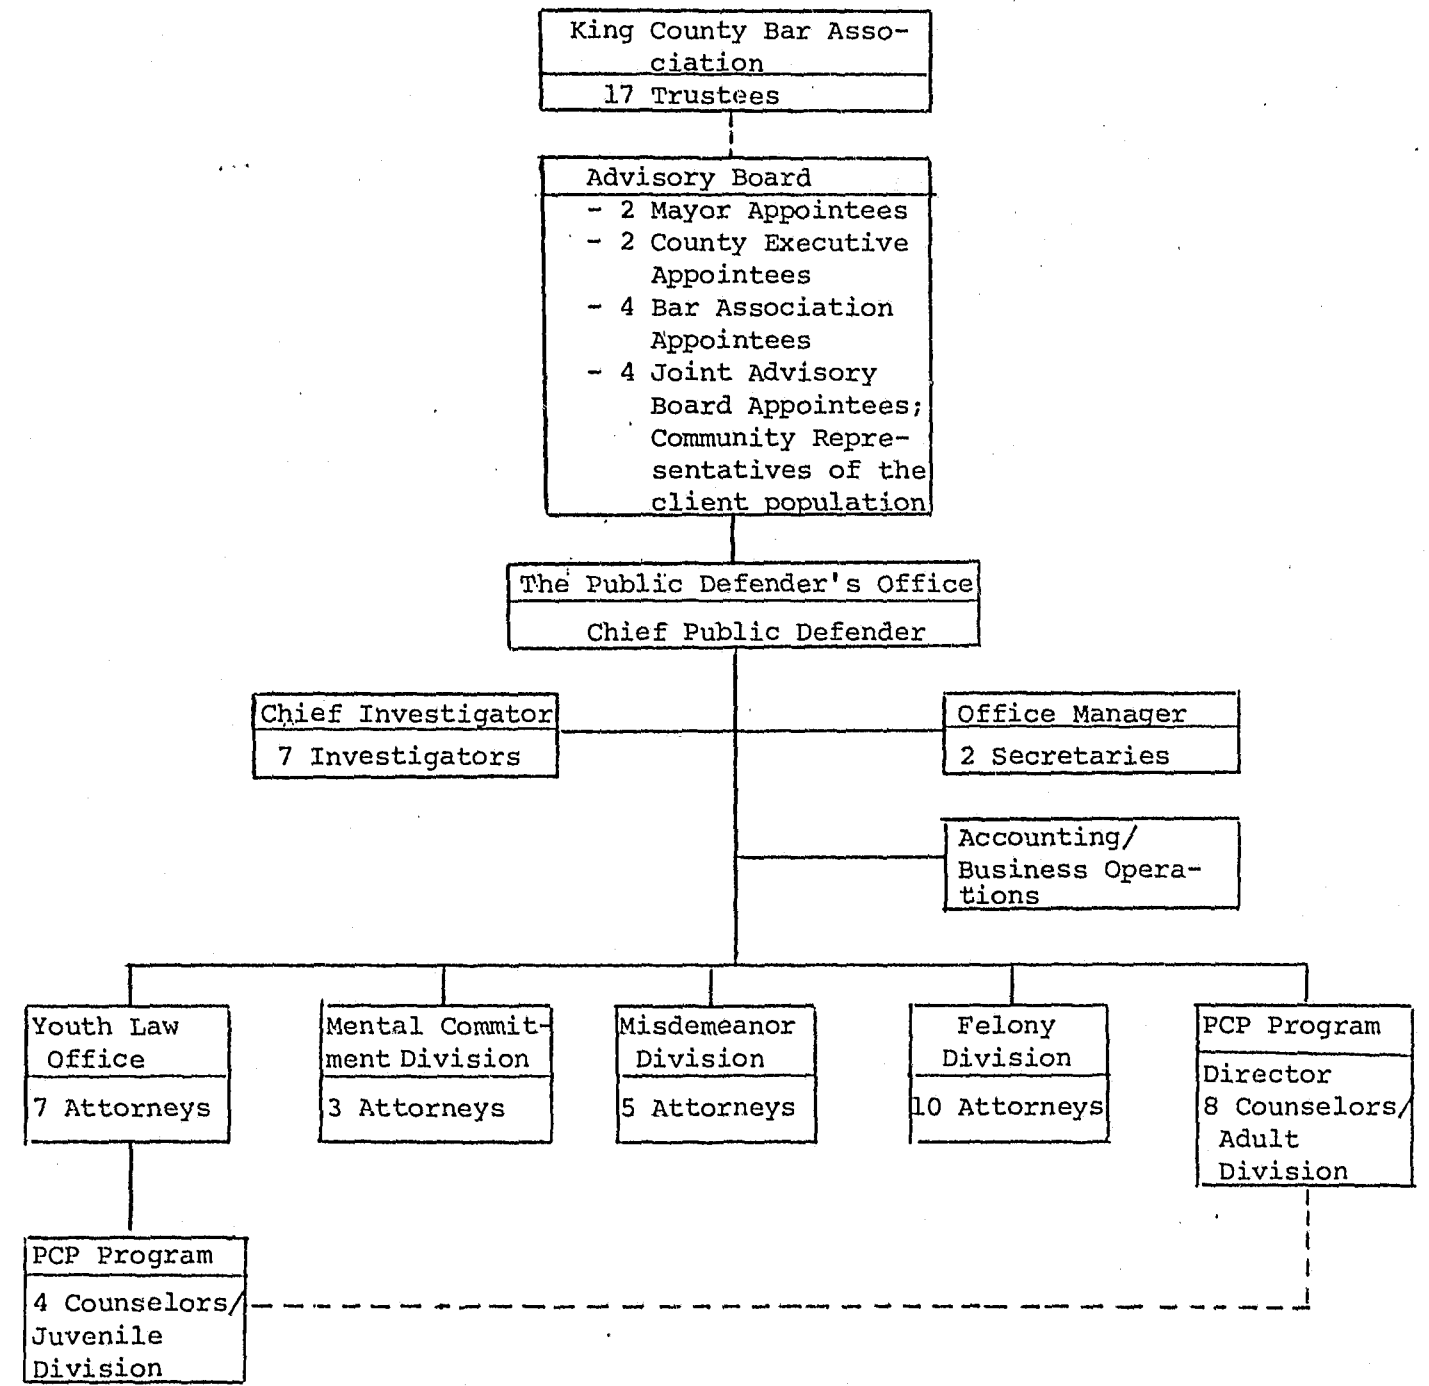 King County Bar Asso-
ciation
17 Trustees
Advisory Board
- 2 Mayor Appointees
- 2 County Executive
Appointees
- 4 Bar Association
Appointees
- 4 Joint Advisory
Board Appointees;
Community Repre-
sentatives of the
client population
The Public Defender's Office
Chief Public Defender
Chief Investigator
7 Investigators
Office Manager
2 Secretaries
Accounting/
Business Opera-
tions
Youth Law
Office
7 Attorneys
Mental Commit-
ment Division
3 Attorneys
Misdemeanor
Division
5 Attorneys
Felony
Division
10 Attorneys
PCP Program
Director
8 Counselors/
Adult
Division
PCP Program
4 Counselors/
Juvenile
Division